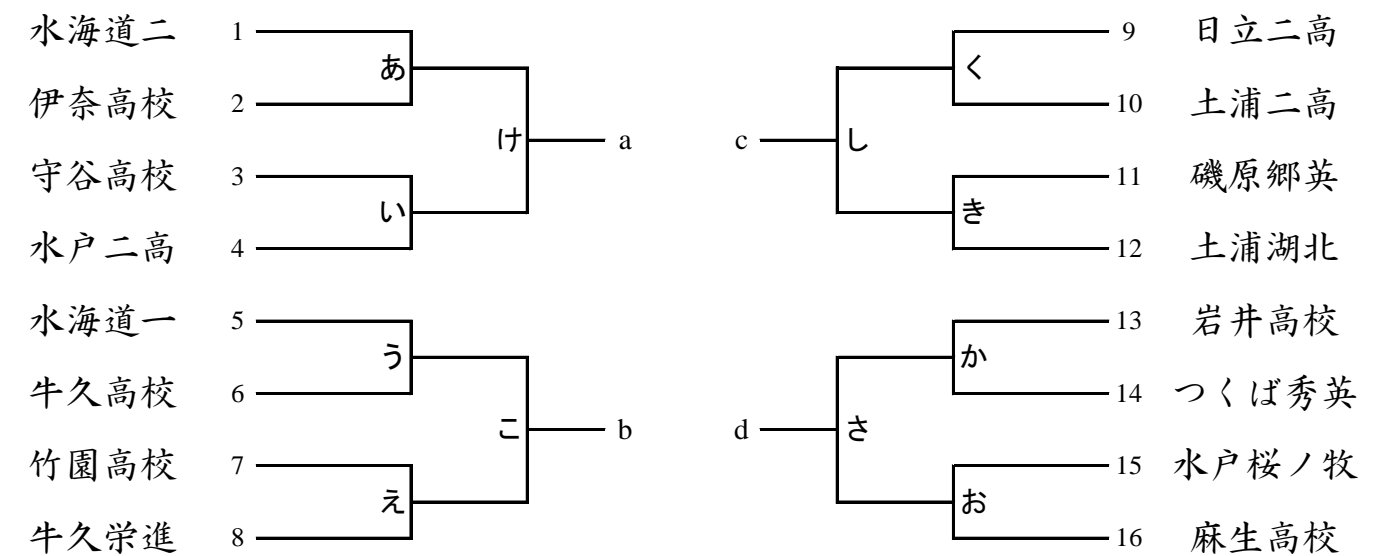 水海道二 1 9 日立二高
あ く
伊奈高校 2 10 土浦二高
け a c し
守谷高校 3 11 磯原郷英
い き
水戸二高 4 12 土浦湖北
水海道一 5 13 岩井高校
う か
牛久高校 6 14 つくば秀英
こ b d さ
竹園高校 7 15 水戸桜ノ牧
え お
牛久栄進 8 16 麻生高校